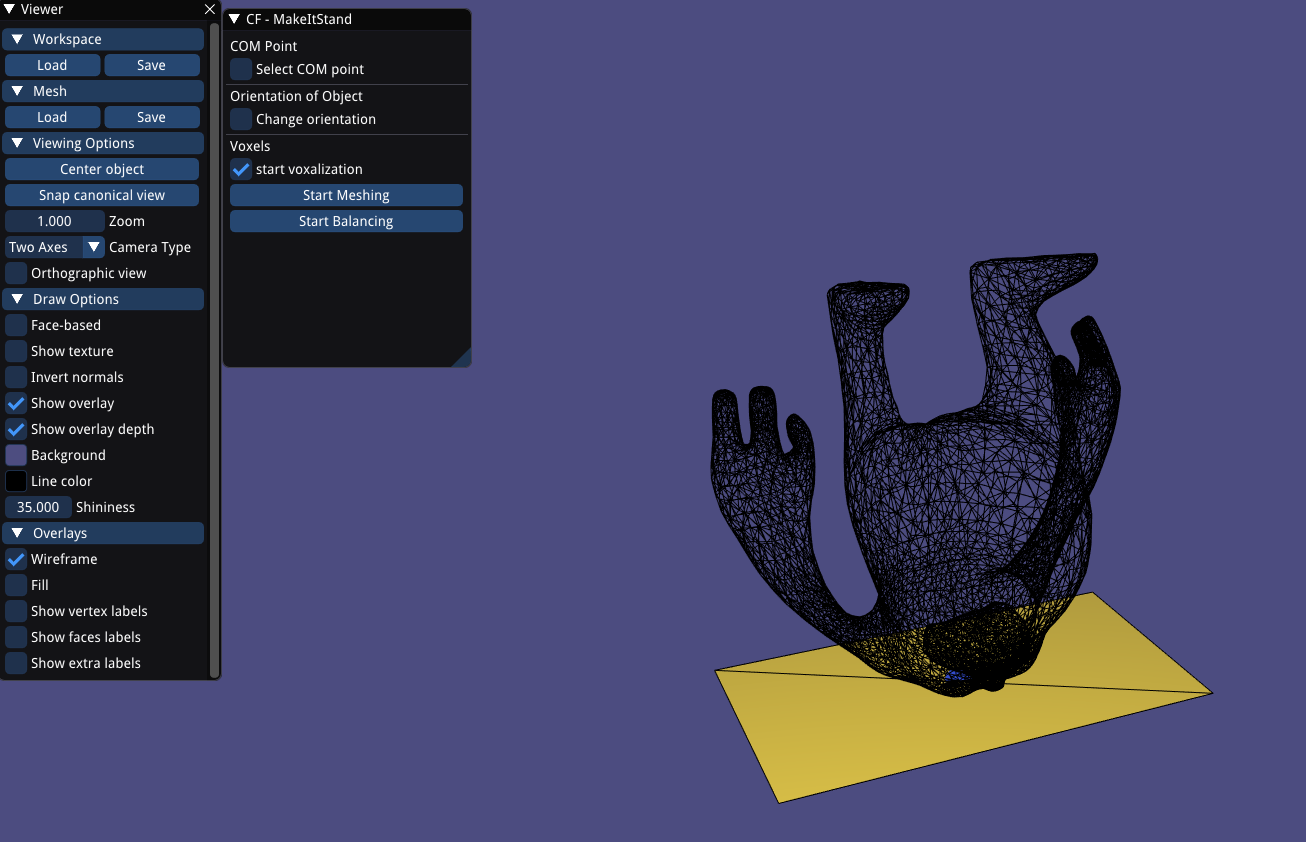 Viewer
Workspace
Load Save
Mesh
Load Save
Viewing Options
Center object
Snap canonical view
1.000 Zoom
Two Axes Camera Type
Orthographic view
Draw Options
Face-based
Show texture
Invert normals
Show overlay
Show overlay depth
Background
Line color
35.000 Shininess
Overlays
Wireframe
Fill
Show vertex labels
Show faces labels
Show extra labels
CF - MakeItStand
COM Point
Select COM point
Orientation of Object
Change orientation
Voxels
start voxalization
Start Meshing
Start Balancing